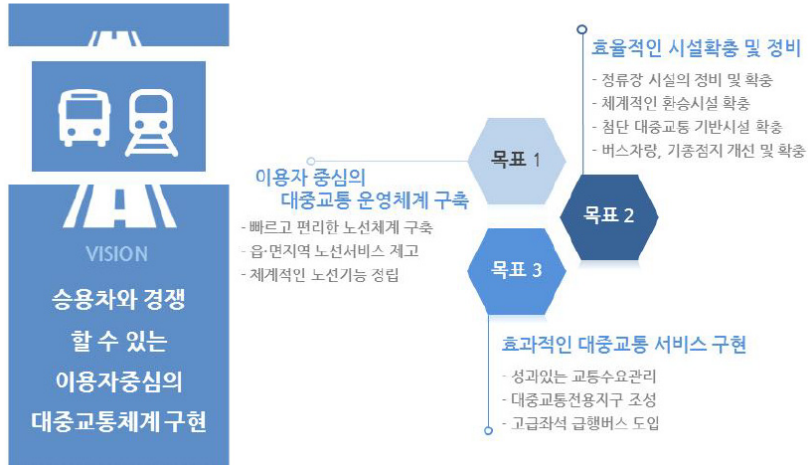 VISION
승용차와 경쟁
할 수 있는
이용자중심의
대중교통체계 구현
목표 1
이용자 중심의
대중교통 운영체계 구축
- 빠르고 편리한 노선체계 구축
- 읍·면지역 노선서비스 제고
- 체계적인 노선기능 정립
목표 2
효율적인 시설확충 및 정비
- 정류장 시설의 정비 및 확충
- 체계적인 환승시설 확충
- 첨단 대중교통 기반시설 확충
- 버스차량, 기종점지 개선 및 확충
목표 3
효과적인 대중교통 서비스 구현
- 성과있는 교통수요관리
- 대중교통전용지구 조성
- 고급좌석 급행버스 도입